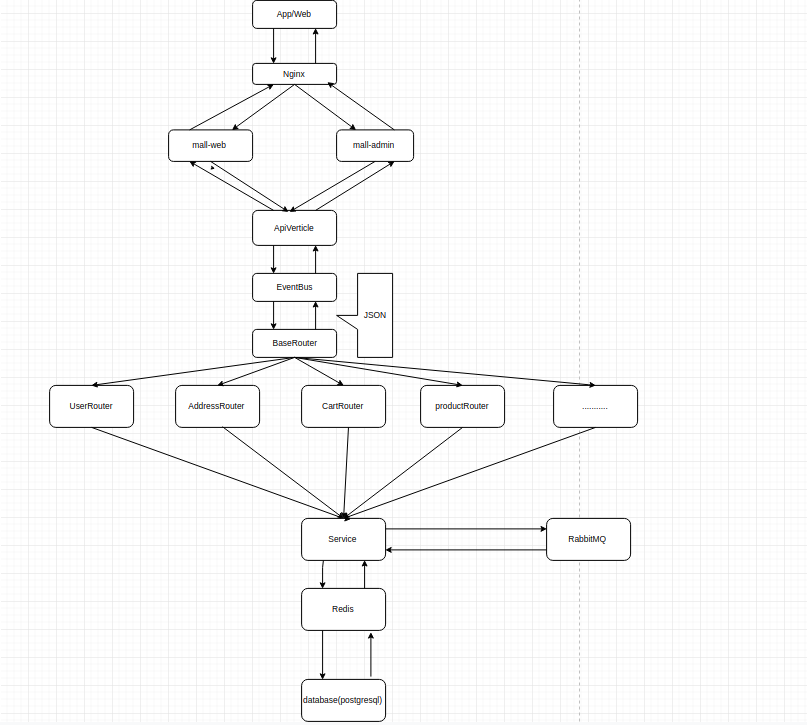 App/Web
Nginx
mall-web
mall-admin
ApiVerticle
EventBus
JSON
BaseRouter
UserRouter
AddressRouter
CartRouter
productRouter
...........
Service
RabbitMQ
Redis
database(postgresql)